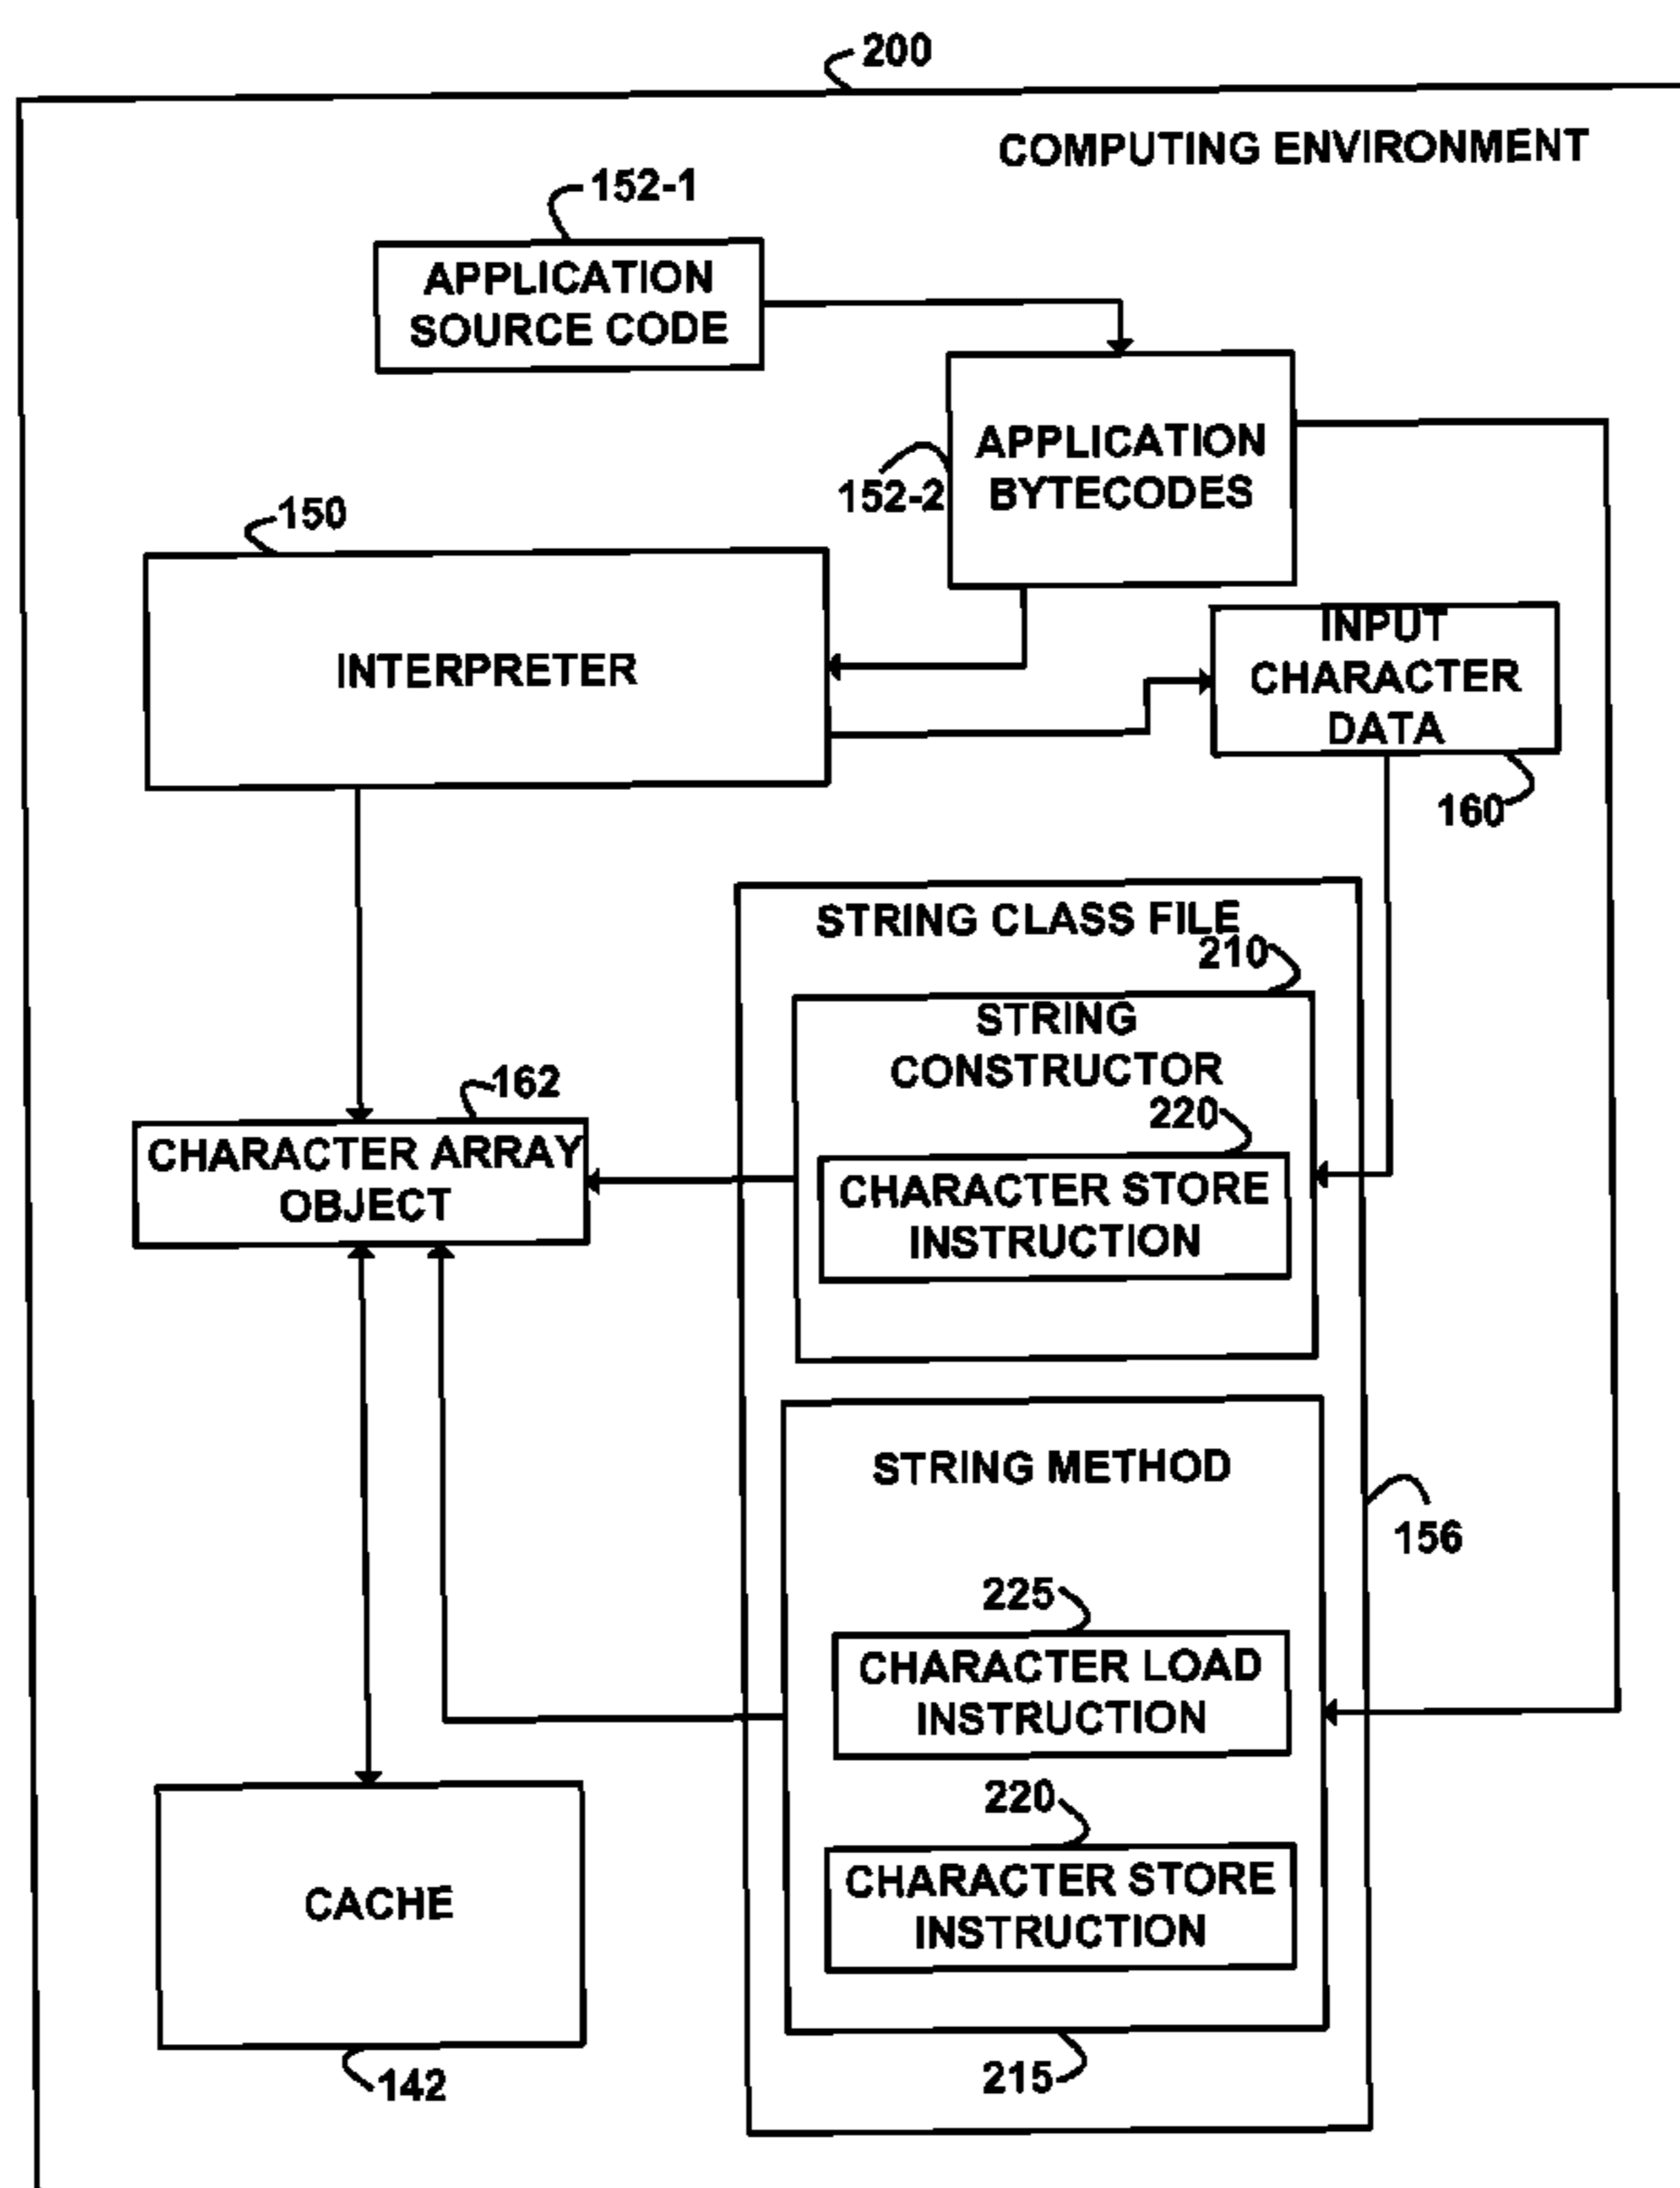 200
COMPUTING ENVIRONMENT
152-1
APPLICATION
SOURCE CODE
APPLICATION
BYTECODES
152-2
150
INTERPRETER
INPUT
CHARACTER
DATA
160
STRING CLASS FILE
210
STRING
CONSTRUCTOR
220
CHARACTER STORE
INSTRUCTION
162
CHARACTER ARRAY
OBJECT
STRING METHOD
156
225
CHARACTER LOAD
INSTRUCTION
220
CHARACTER STORE
INSTRUCTION
215
CACHE
142